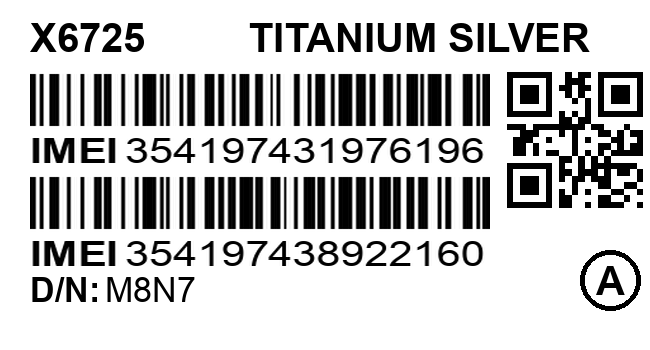 X6725 TITANIUM SILVER
IMEI 354197431976196
IMEI 354197438922160
D/N: M8N7
A